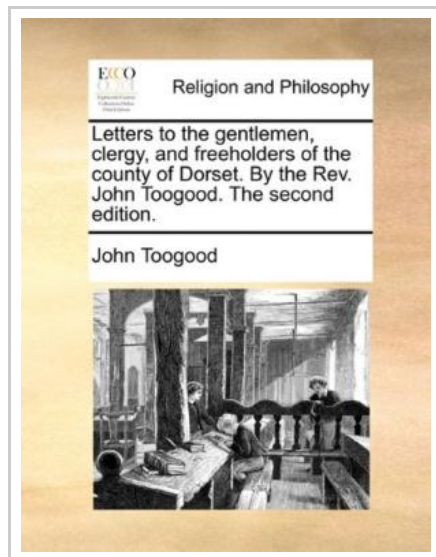 ECCO
Religion and Philosophy
Letters to the gentlemen,
clergy, and freeholders of the
county of Dorset. By the Rev.
John Toogood. The second
edition.
John Toogood